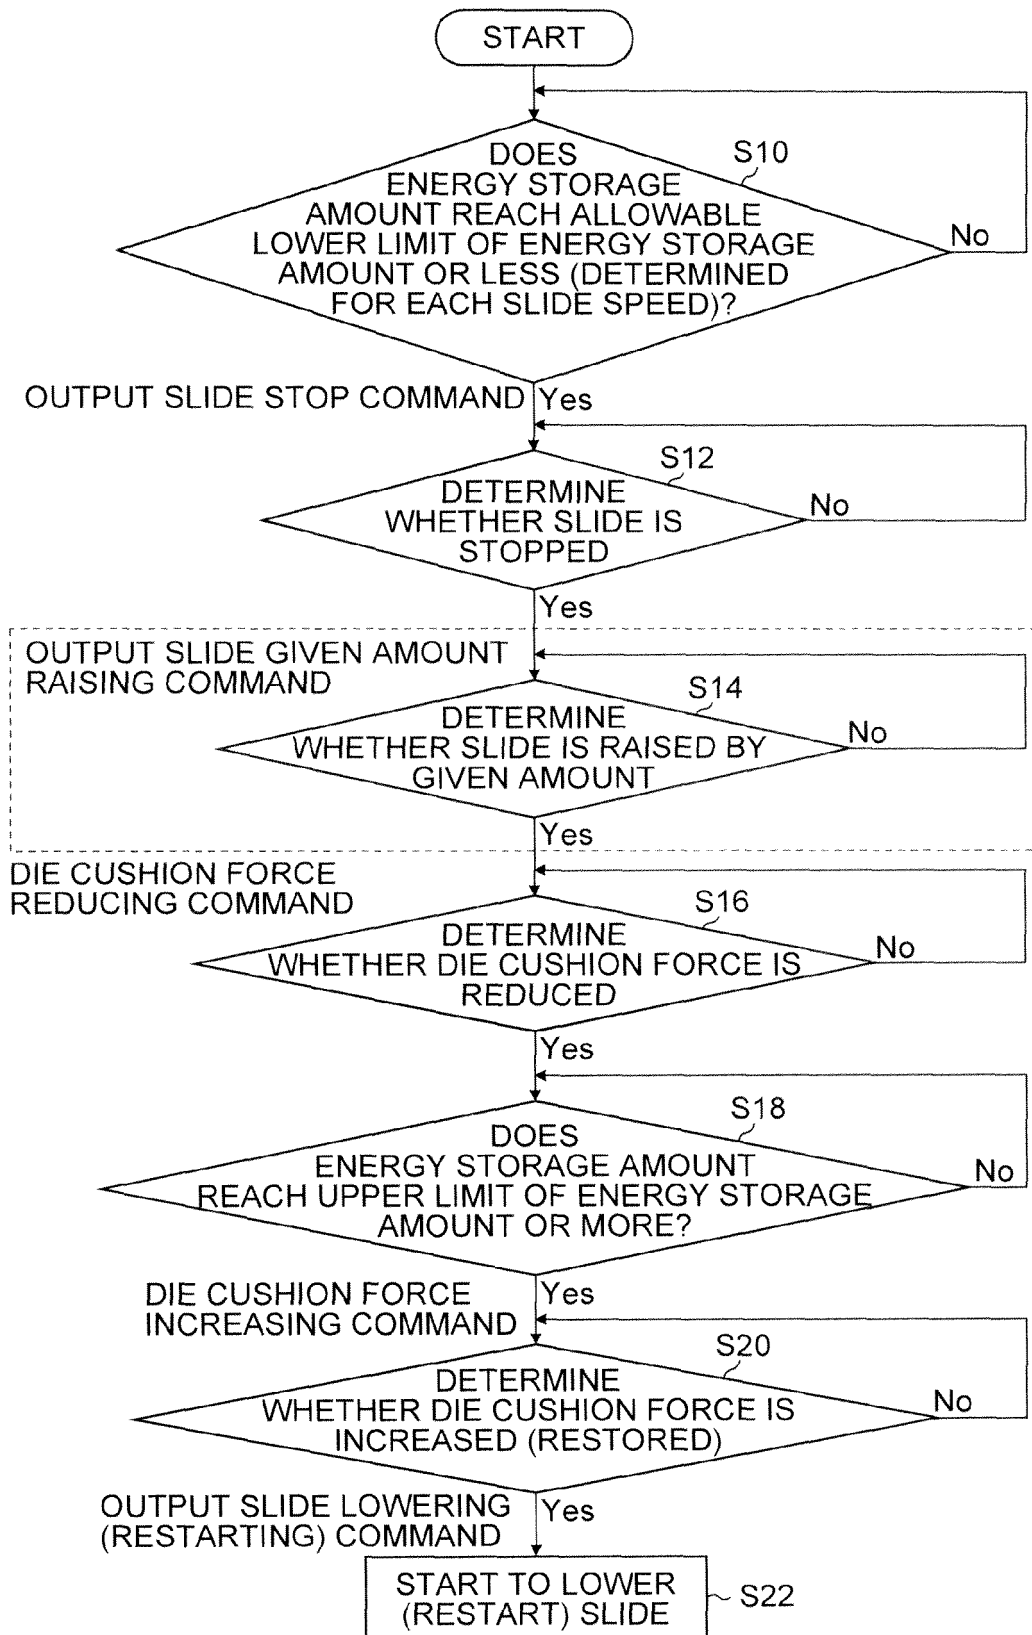 START
DOES
ENERGY STORAGE
AMOUNT REACH ALLOWABLE
LOWER LIMIT OF ENERGY STORAGE
AMOUNT OR LESS (DETERMINED
FOR EACH SLIDE SPEED)?
S10
No
OUTPUT SLIDE STOP COMMAND
Yes
S12
DETERMINE
WHETHER SLIDE IS
STOPPED
No
Yes
OUTPUT SLIDE GIVEN AMOUNT
RAISING COMMAND
S14
DETERMINE
WHETHER SLIDE IS RAISED BY
GIVEN AMOUNT
No
Yes
DIE CUSHION FORCE
REDUCING COMMAND
S16
DETERMINE
WHETHER DIE CUSHION FORCE IS
REDUCED
No
Yes
S18
DOES
ENERGY STORAGE AMOUNT
REACH UPPER LIMIT OF ENERGY STORAGE
AMOUNT OR MORE?
No
DIE CUSHION FORCE
INCREASING COMMAND
Yes
S20
DETERMINE
WHETHER DIE CUSHION FORCE IS
INCREASED (RESTORED)
No
OUTPUT SLIDE LOWERING
(RESTARTING) COMMAND
Yes
START TO LOWER
(RESTART) SLIDE
S22